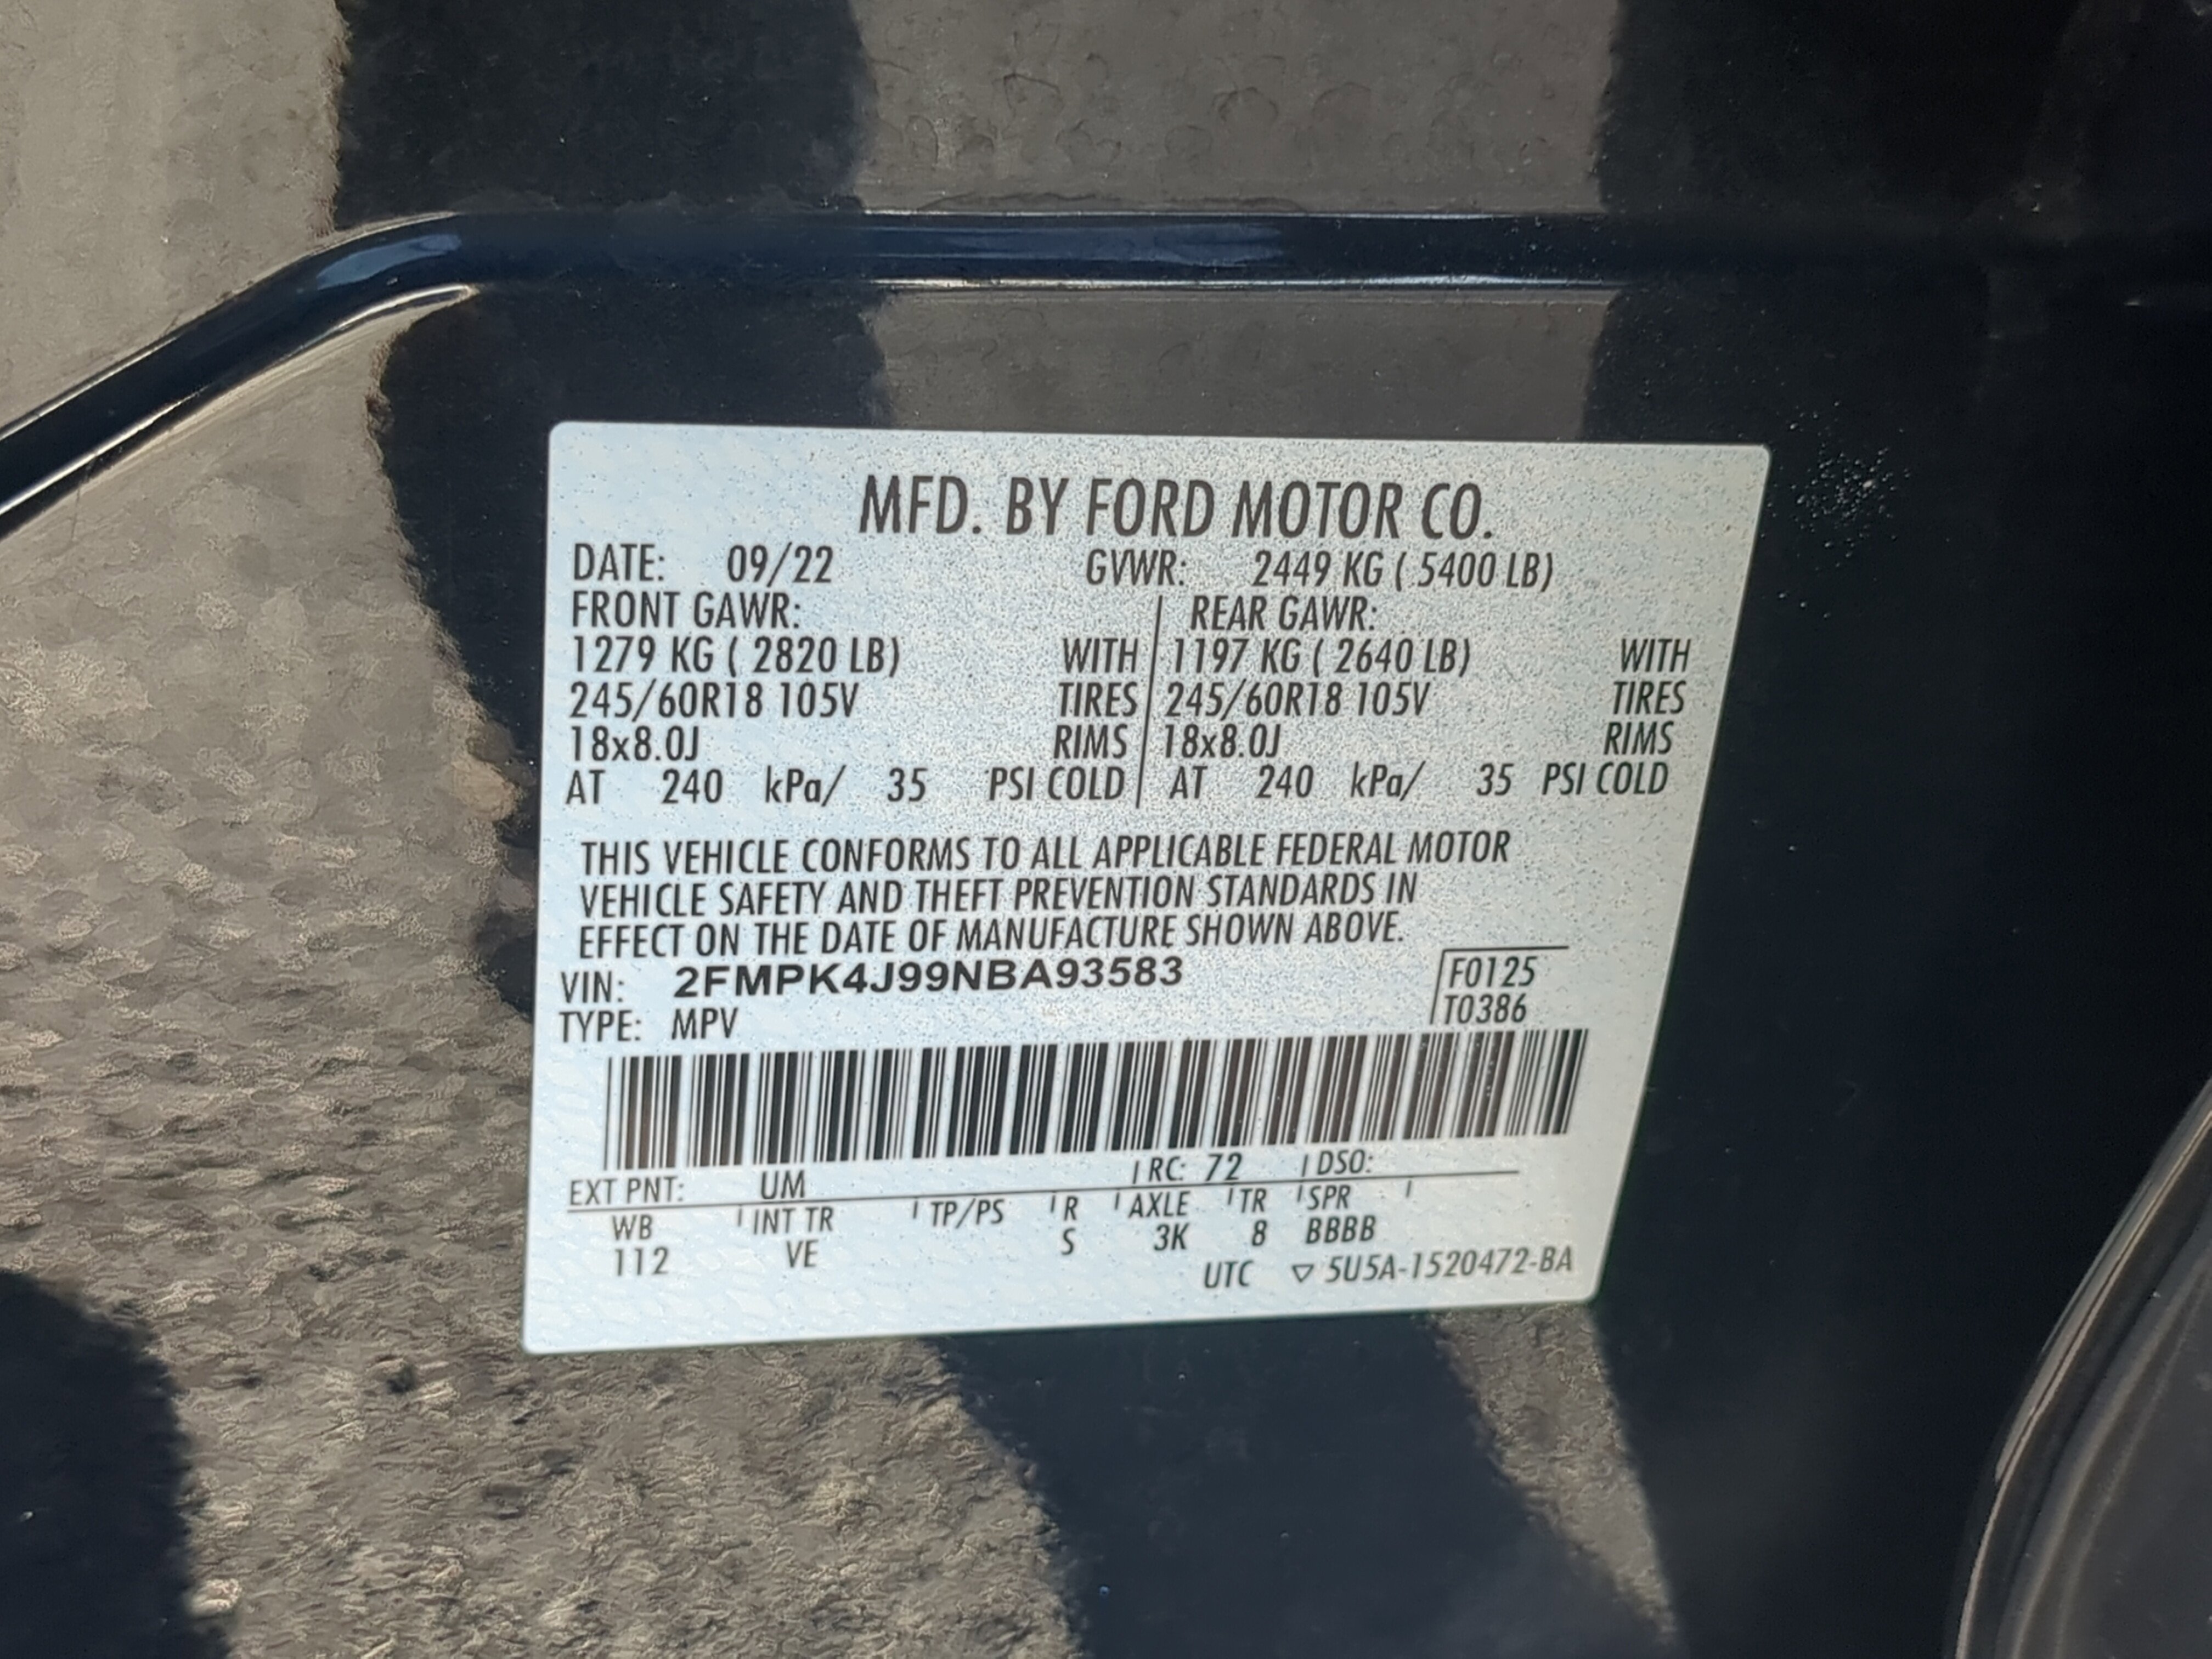 MFD. BY FORD MOTOR CO.
DATE: 09/22 GVWR: 2449 KG ( 5400 LB)
FRONT GAWR: REAR GAWR:
1279 KG ( 2820 LB) WITH 1197 KG ( 2640 LB) WITH
245/60R18 105V TIRES 245/60R18 105V TIRES
18x8.0J RIMS 18x8.0J RIMS
AT 240 kPa/ 35 PSI COLD AT 240 kPa/ 35 PSI COLD
THIS VEHICLE CONFORMS TO ALL APPLICABLE FEDERAL MOTOR
VEHICLE SAFETY AND THEFT PREVENTION STANDARDS IN
EFFECT ON THE DATE OF MANUFACTURE SHOWN ABOVE.
VIN: 2FMPK4J99NBA93583 F0125
TYPE: MPV T0386
EXT PNT: UM RC: 72 DSO:
WB INT TR TP/PS R AXLE TR SPR
112 VE S 3K 8 BBBB
UTC ▽ 5U5A-1520472-BA